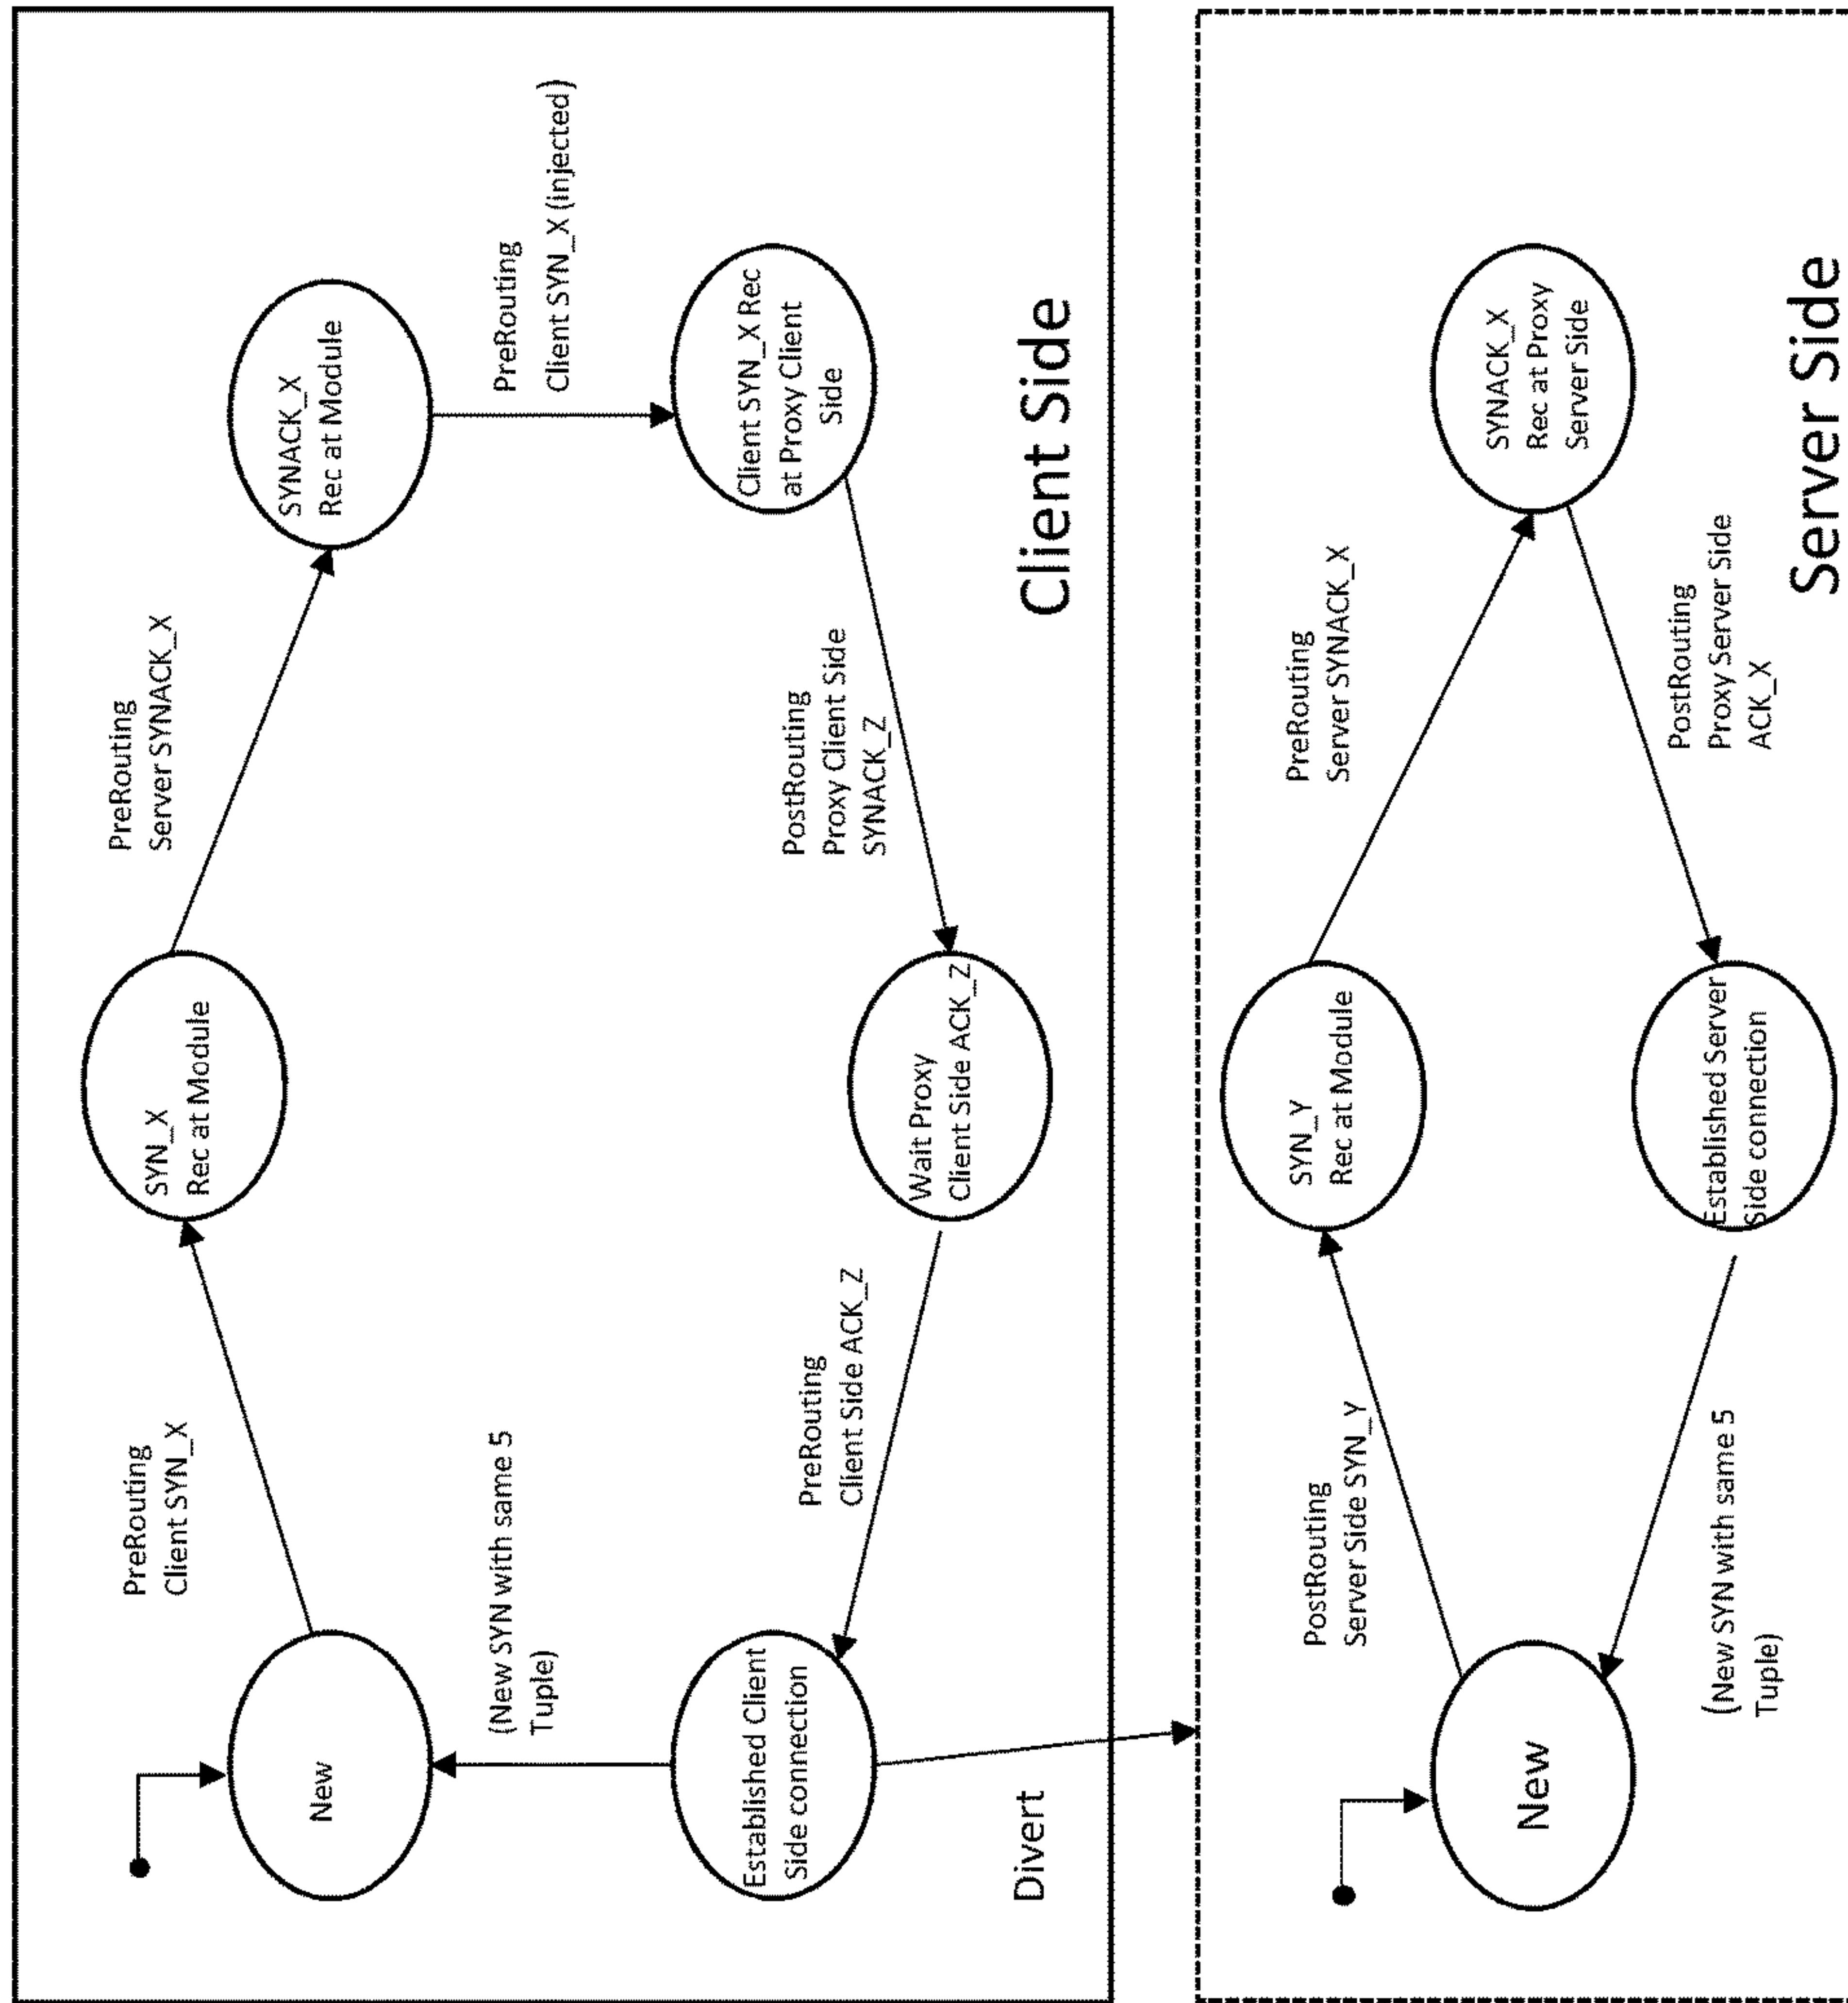 PreRouting
Client SYN_X
PreRouting
Server SYNACK_X
SYN_X
Rec at Module
New
SYNACK_X
Rec at Module
(New SYN with same 5
Tuple)
PreRouting
Client SYN_X (injected)
Established Client
Side connection
PreRouting
Client Side ACK_Z
Wait Proxy
Client Side ACK_Z
PostRouting
Proxy Client Side
SYNACK_Z
Client SYN_X Rec
at Proxy Client
Side
Divert
Client Side
PostRouting
Server Side SYN_Y
SYN_Y
Rec at Module
PreRouting
Server SYNACK_X
New
SYNACK_X
Rec at Proxy
Server Side
(New SYN with same 5
Tuple)
Established Server
Side connection
PostRouting
Proxy Server Side
ACK_X
Server Side